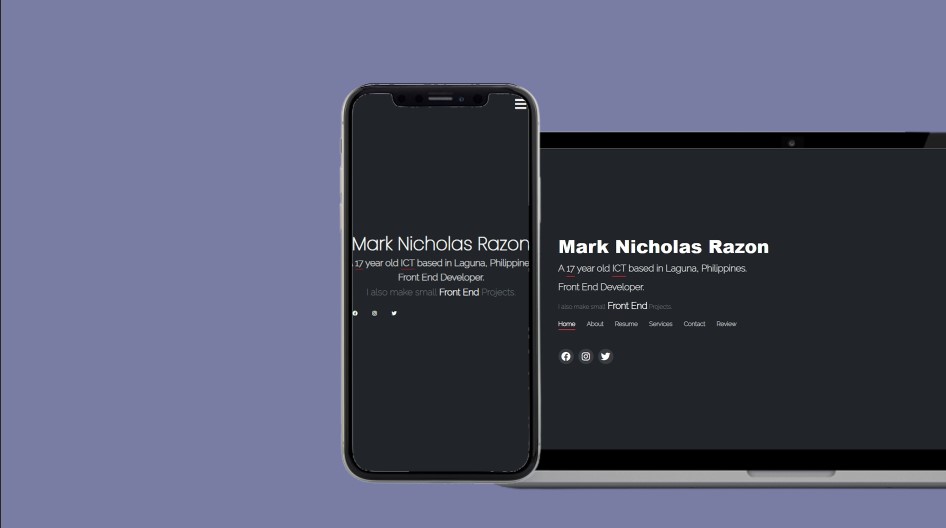 Mark Nicholas Razon
17 year old ICT based in Laguna, Philippine
Front End Developer.
I also make small Front End Projects.
Mark Nicholas Razon
A 17 year old ICT based in Laguna, Philippines.
Front End Developer.
I also make small Front End Projects.
Home About Resume Services Contact Review